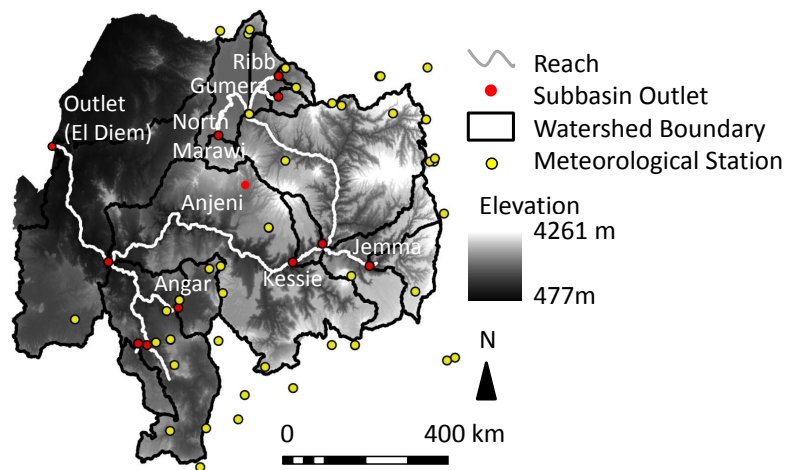 Ribb
Gumera
Outlet
(El Diem)
North
Marawi
Anjeni
Jemma
Kessie
Angar
Reach
Subbasin Outlet
Watershed Boundary
Meteorological Station
Elevation
4261 m
477m
N
0 400 km